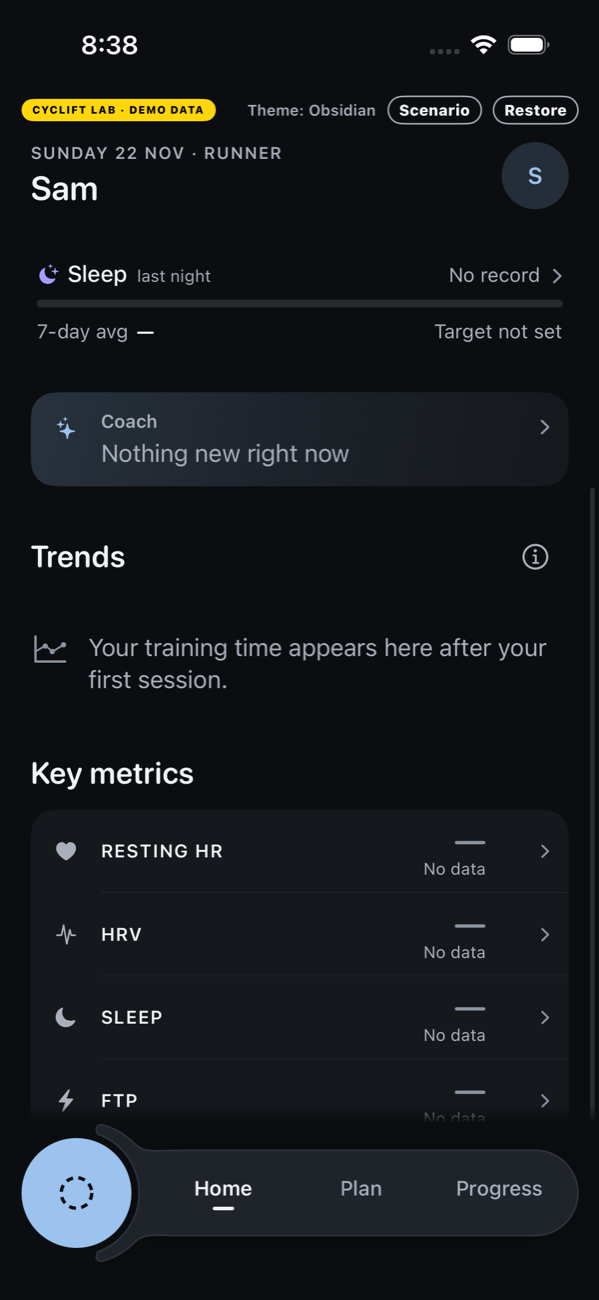 8:38
CYCLIFT LAB · DEMO DATA
Theme: Obsidian
Scenario
Restore
SUNDAY 22 NOV · RUNNER
Sam
S
Sleep last night
No record
7-day avg —
Target not set
Coach
Nothing new right now
Trends
Your training time appears here after your
first session.
Key metrics
RESTING HR
—
No data
HRV
—
No data
SLEEP
—
No data
FTP
—
No data
Home
Plan
Progress